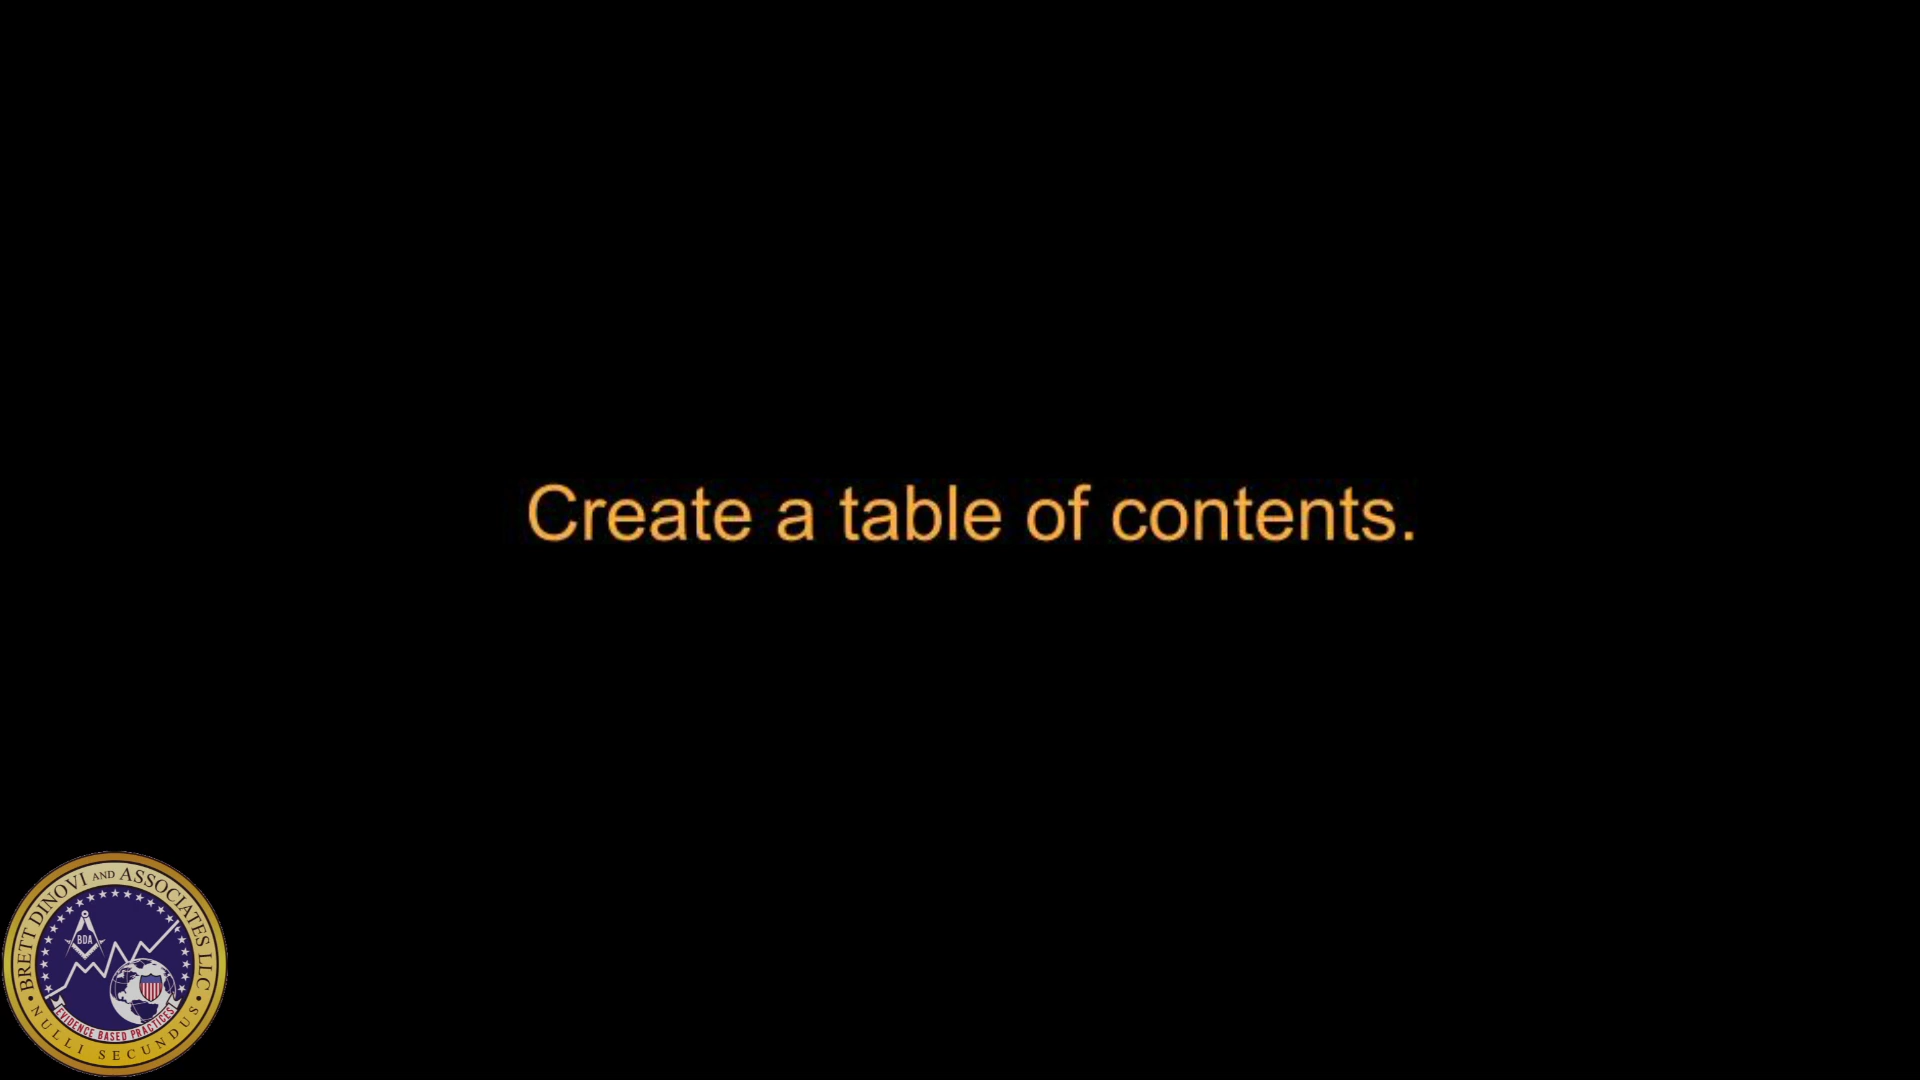 Create a table of contents.
BRETT DINOVI AND ASSOCIATES LLC
BDA
EVIDENCE BASED PRACTICES
• NULLI SECUNDUS •